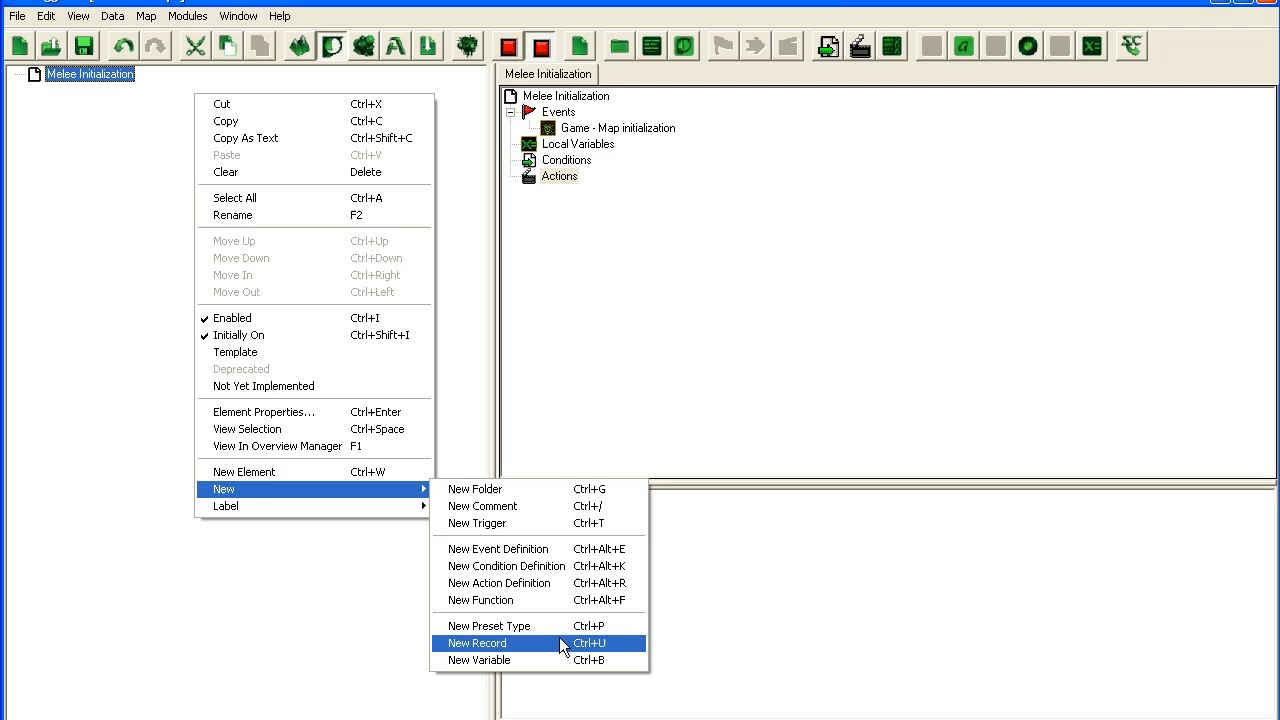 File Edit View Data Map Modules Window Help
Melee Initialization
Melee Initialization
Melee Initialization
Events
Game - Map initialization
Local Variables
Conditions
Actions
Cut Ctrl+X
Copy Ctrl+C
Copy As Text Ctrl+Shift+C
Paste Ctrl+V
Clear Delete
Select All Ctrl+A
Rename F2
Move Up Ctrl+Up
Move Down Ctrl+Down
Move In Ctrl+Right
Move Out Ctrl+Left
Enabled Ctrl+I
Initially On Ctrl+Shift+I
Template
Deprecated
Not Yet Implemented
Element Properties... Ctrl+Enter
View Selection Ctrl+Space
View In Overview Manager F1
New Element Ctrl+W
New
Label
New Folder Ctrl+G
New Comment Ctrl+/
New Trigger Ctrl+T
New Event Definition Ctrl+Alt+E
New Condition Definition Ctrl+Alt+K
New Action Definition Ctrl+Alt+R
New Function Ctrl+Alt+F
New Preset Type Ctrl+P
New Record Ctrl+U
New Variable Ctrl+B